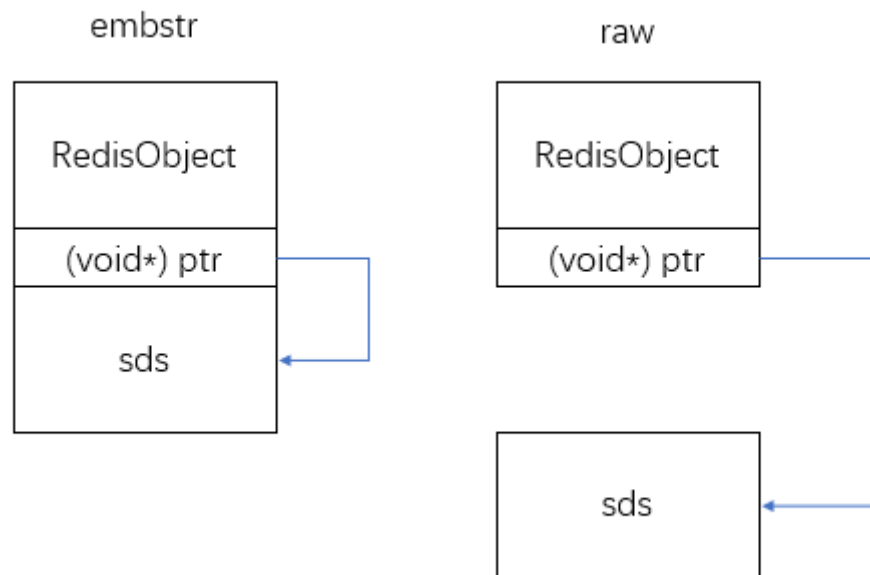 embstr
raw
RedisObject
RedisObject
(void*) ptr
(void*) ptr
sds
sds